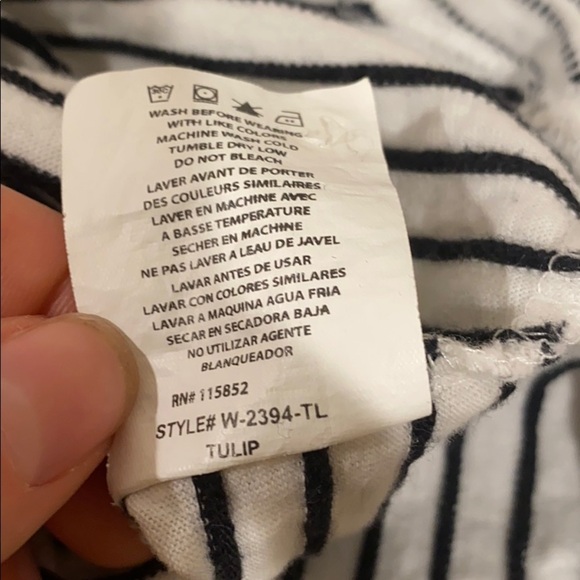 WASH BEFORE WEARING
WITH LIKE COLORS
MACHINE WASH COLD
TUMBLE DRY LOW
DO NOT BLEACH
LAVER AVANT DE PORTER
DES COULEURS SIMILAIRES
LAVER EN MACHINE AVEC
A BASSE TEMPERATURE
SECHER EN MACHINE
NE PAS LAVER A LEAU DE JAVEL
LAVAR ANTES DE USAR
LAVAR CON COLORES SIMILARES
LAVAR A MAQUINA AGUA FRIA
SECAR EN SECADORA BAJA
NO UTILIZAR AGENTE
BLANQUEADOR
RN# 115852
STYLE# W-2394-TL
TULIP